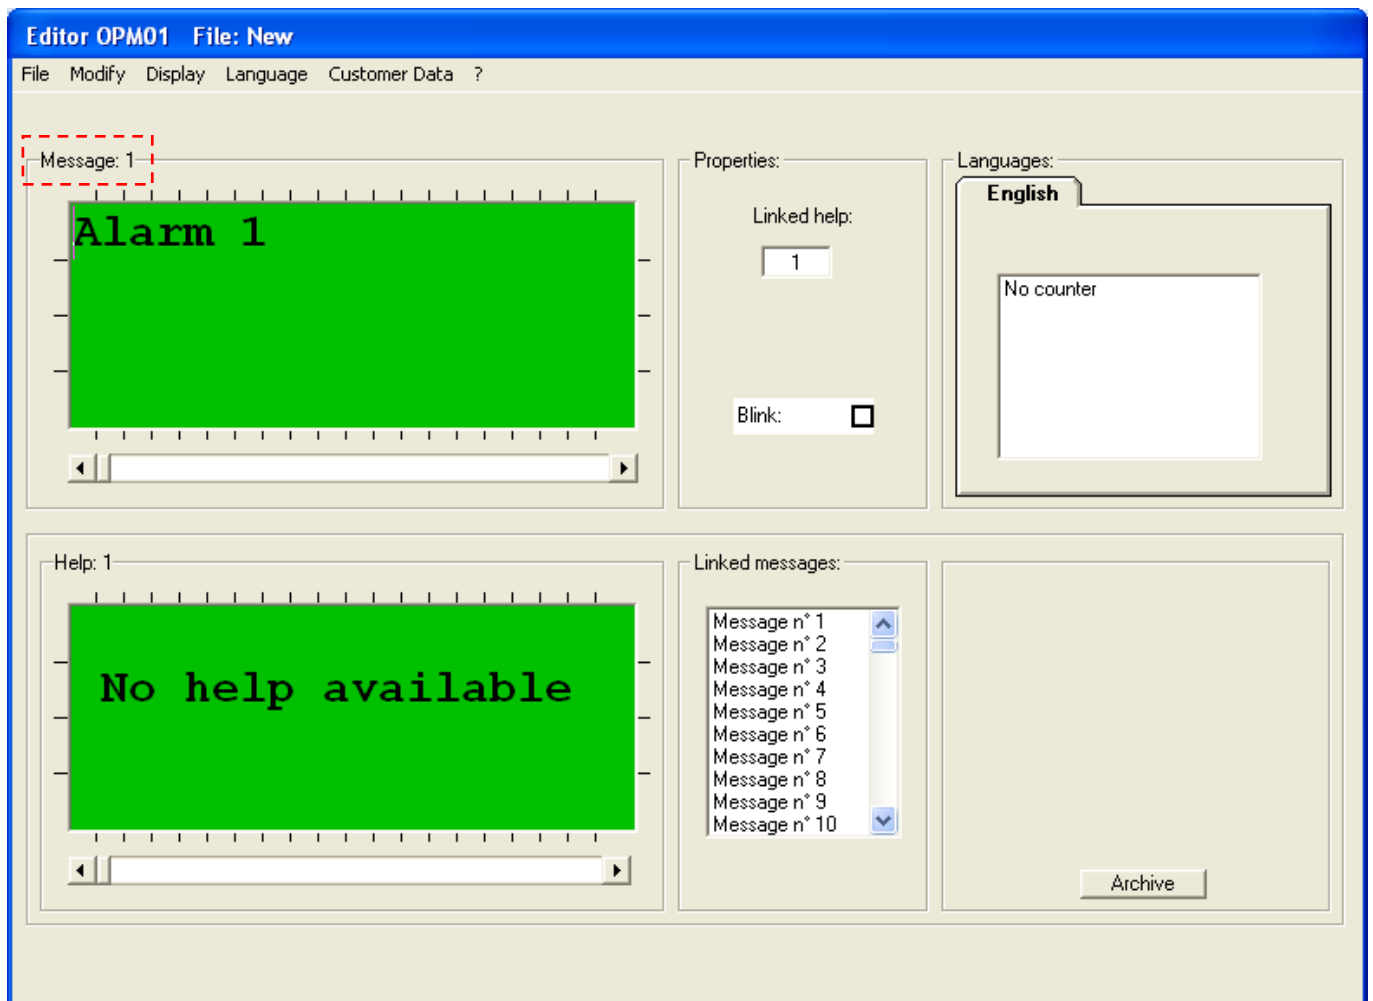 Editor OPM01 File: New
File Modify Display Language Customer Data ?
Message: 1
Alarm 1
Properties:
Linked help:
1
Blink:
Languages:
English
No counter
Help: 1
No help available
Linked messages:
Message n° 1
Message n° 2
Message n° 3
Message n° 4
Message n° 5
Message n° 6
Message n° 7
Message n° 8
Message n° 9
Message n° 10
Archive